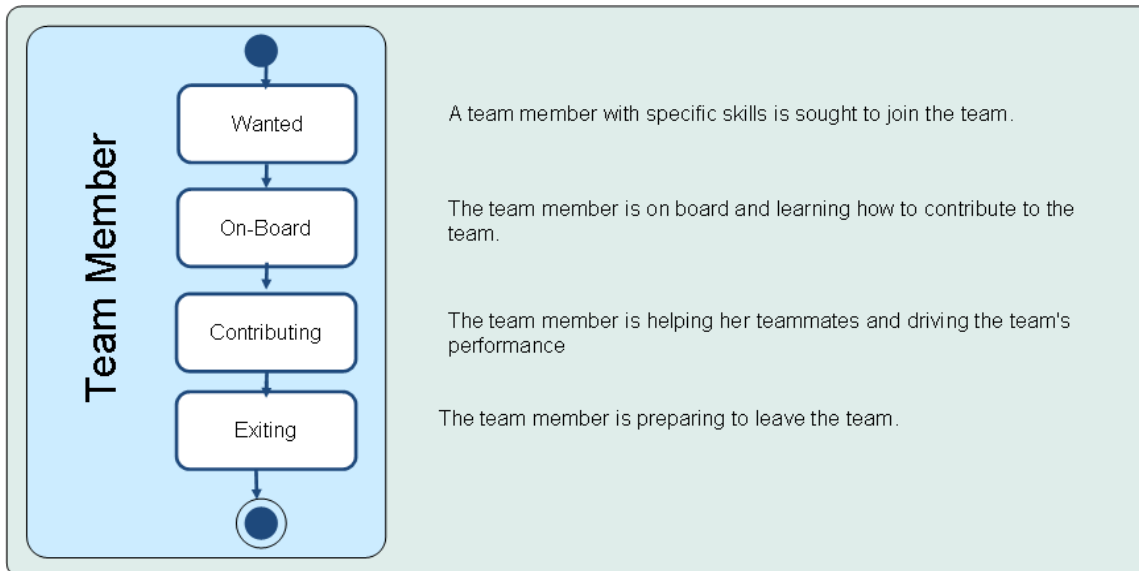 Team Member
Wanted
A team member with specific skills is sought to join the team.
On-Board
The team member is on board and learning how to contribute to the
team.
Contributing
The team member is helping her teammates and driving the team's
performance
Exiting
The team member is preparing to leave the team.